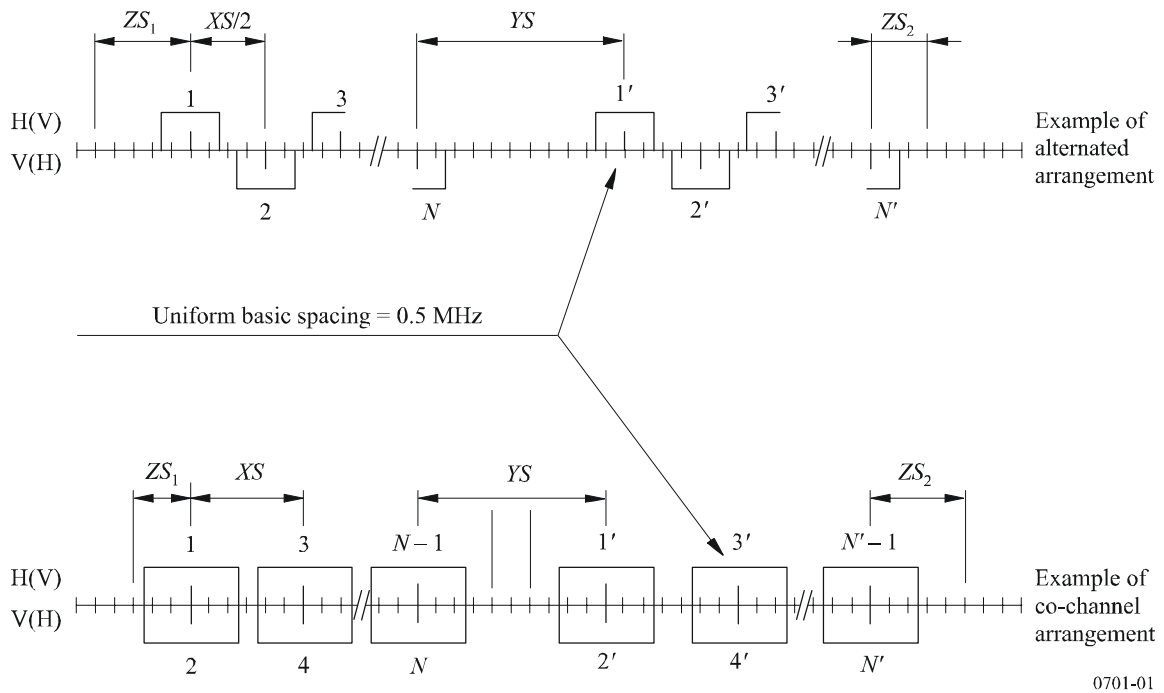 ZS₁ XS/2 YS ZS₂
1 3 1′ 3′
H(V)
V(H)
Example of
alternated
arrangement
2 N 2′ N′
Uniform basic spacing = 0.5 MHz
ZS₁ XS YS ZS₂
1 3 N – 1 1′ 3′ N′ – 1
H(V)
V(H)
Example of
co-channel
arrangement
2 4 N 2′ 4′ N′
0701-01